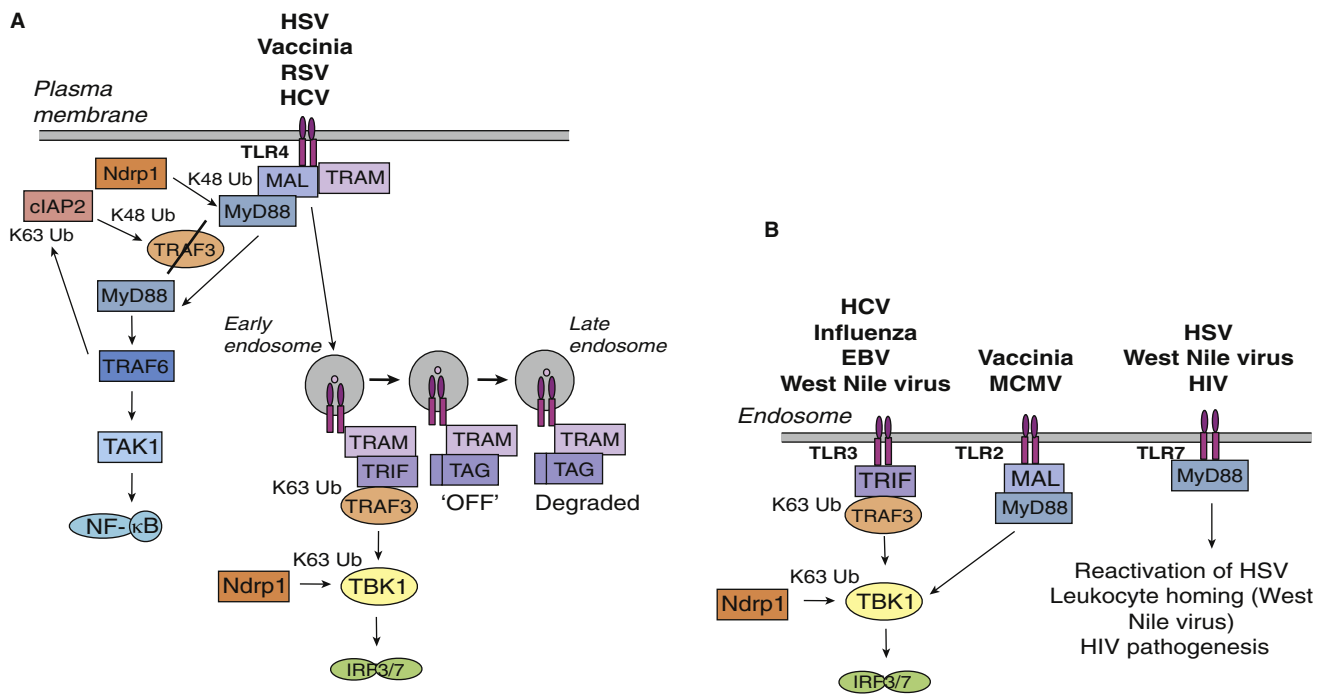 A
HSV
Vaccinia
RSV
HCV
Plasma
membrane
TLR4
Ndrp1
K48 Ub
MAL
TRAM
cIAP2
K48 Ub
MyD88
K63 Ub
TRAF3
MyD88
TRAF6
TAK1
NF-κB
Early
endosome
Late
endosome
TRAM
TRAM
TRAM
TRIF
TAG
TAG
K63 Ub
TRAF3
'OFF'
Degraded
K63 Ub
Ndrp1
TBK1
IRF3/7
B
HCV
Influenza
EBV
West Nile virus
Vaccinia
MCMV
HSV
West Nile virus
HIV
Endosome
TLR3
TLR2
TLR7
TRIF
MAL
MyD88
K63 Ub
TRAF3
MyD88
K63 Ub
Ndrp1
TBK1
IRF3/7
Reactivation of HSV
Leukocyte homing (West
Nile virus)
HIV pathogenesis